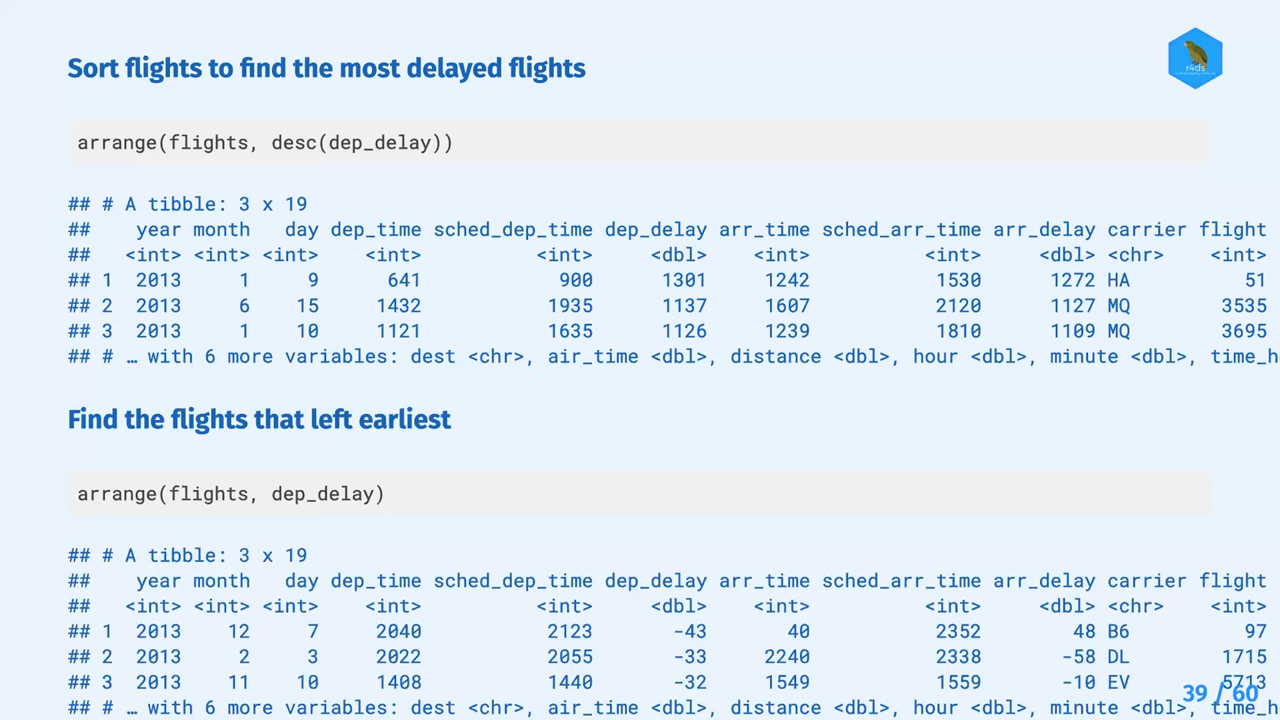 Sort flights to find the most delayed flights
r4ds
arrange(flights, desc(dep_delay))
## # A tibble: 3 x 19
##    year month   day dep_time sched_dep_time dep_delay arr_time sched_arr_time arr_delay carrier flight
##   <int> <int> <int>    <int>          <int>     <dbl>    <int>          <int>     <dbl> <chr>    <int>
## 1  2013     1     9      641            900      1301     1242           1530      1272 HA          51
## 2  2013     6    15     1432           1935      1137     1607           2120      1127 MQ        3535
## 3  2013     1    10     1121           1635      1126     1239           1810      1109 MQ        3695
## # … with 6 more variables: dest <chr>, air_time <dbl>, distance <dbl>, hour <dbl>, minute <dbl>, time_h
Find the flights that left earliest
arrange(flights, dep_delay)
## # A tibble: 3 x 19
##    year month   day dep_time sched_dep_time dep_delay arr_time sched_arr_time arr_delay carrier flight
##   <int> <int> <int>    <int>          <int>     <dbl>    <int>          <int>     <dbl> <chr>    <int>
## 1  2013    12     7     2040           2123       -43       40           2352        48 B6          97
## 2  2013     2     3     2022           2055       -33     2240           2338       -58 DL        1715
## 3  2013    11    10     1408           1440       -32     1549           1559       -10 EV        5713
39 / 60
## # … with 6 more variables: dest <chr>, air_time <dbl>, distance <dbl>, hour <dbl>, minute <dbl>, time_h